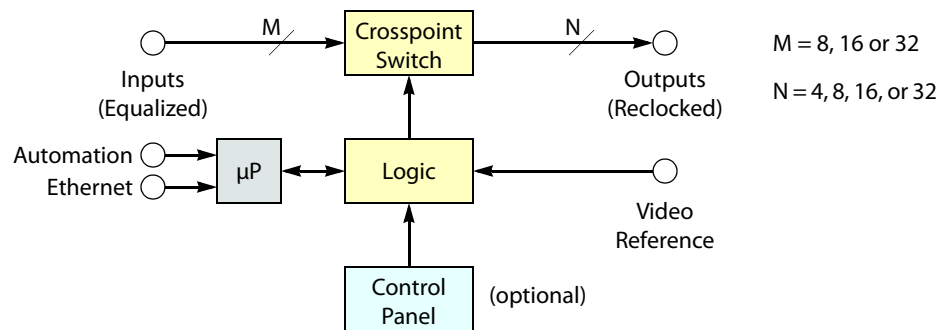 M
Crosspoint
Switch
N
M = 8, 16 or 32
Inputs
(Equalized)
Outputs
(Reclocked)
N = 4, 8, 16, or 32
Automation
Ethernet
µP
Logic
Video
Reference
Control
Panel
(optional)